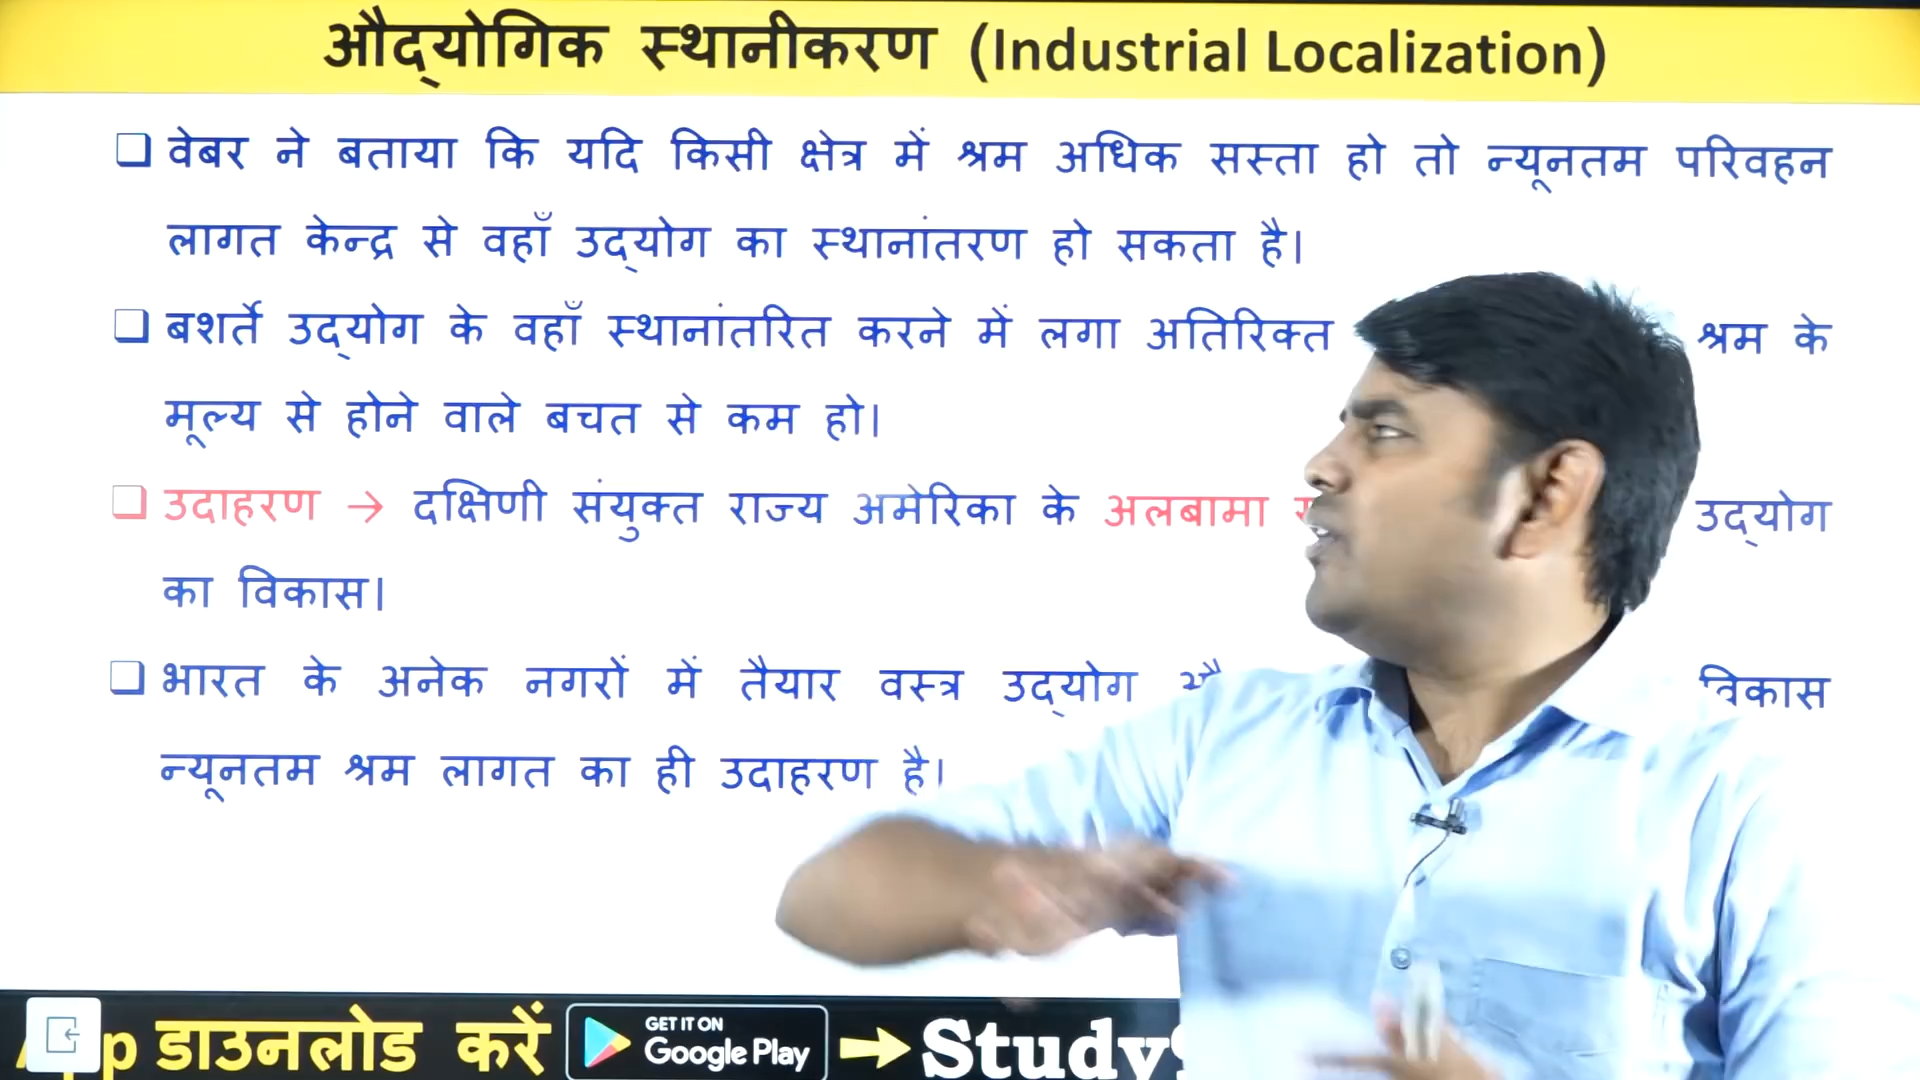 औद्योगिक स्थानीकरण (Industrial Localization)
वेबर ने बताया कि यदि किसी क्षेत्र में श्रम अधिक सस्ता हो तो न्यूनतम परिवहन
लागत केन्द्र से वहाँ उद्योग का स्थानांतरण हो सकता है।
बशर्ते उद्योग के वहाँ स्थानांतरित करने में लगा अतिरिक्त श्रम के
मूल्य से होने वाले बचत से कम हो।
उदाहरण → दक्षिणी संयुक्त राज्य अमेरिका के अलबामा उद्योग
का विकास।
भारत के अनेक नगरों में तैयार वस्त्र उद्योग विकास
न्यूनतम श्रम लागत का ही उदाहरण है।
डाउनलोड करें GET IT ON Google Play → Study